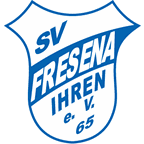 SV
FRESENA
IHREN
e. V.
65